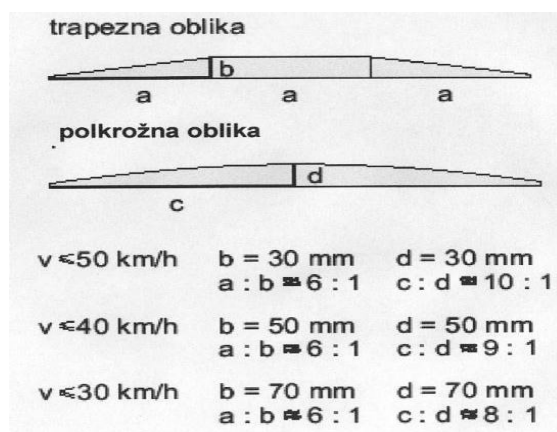 trapezna oblika
b
a a a
polkrožna oblika
d
c
v ≤50 km/h b = 30 mm d = 30 mm
a : b ≈ 6 : 1 c : d ≈ 10 : 1
v ≤40 km/h b = 50 mm d = 50 mm
a : b ≈ 6 : 1 c : d ≈ 9 : 1
v ≤30 km/h b = 70 mm d = 70 mm
a : b ≈ 6 : 1 c : d ≈ 8 : 1